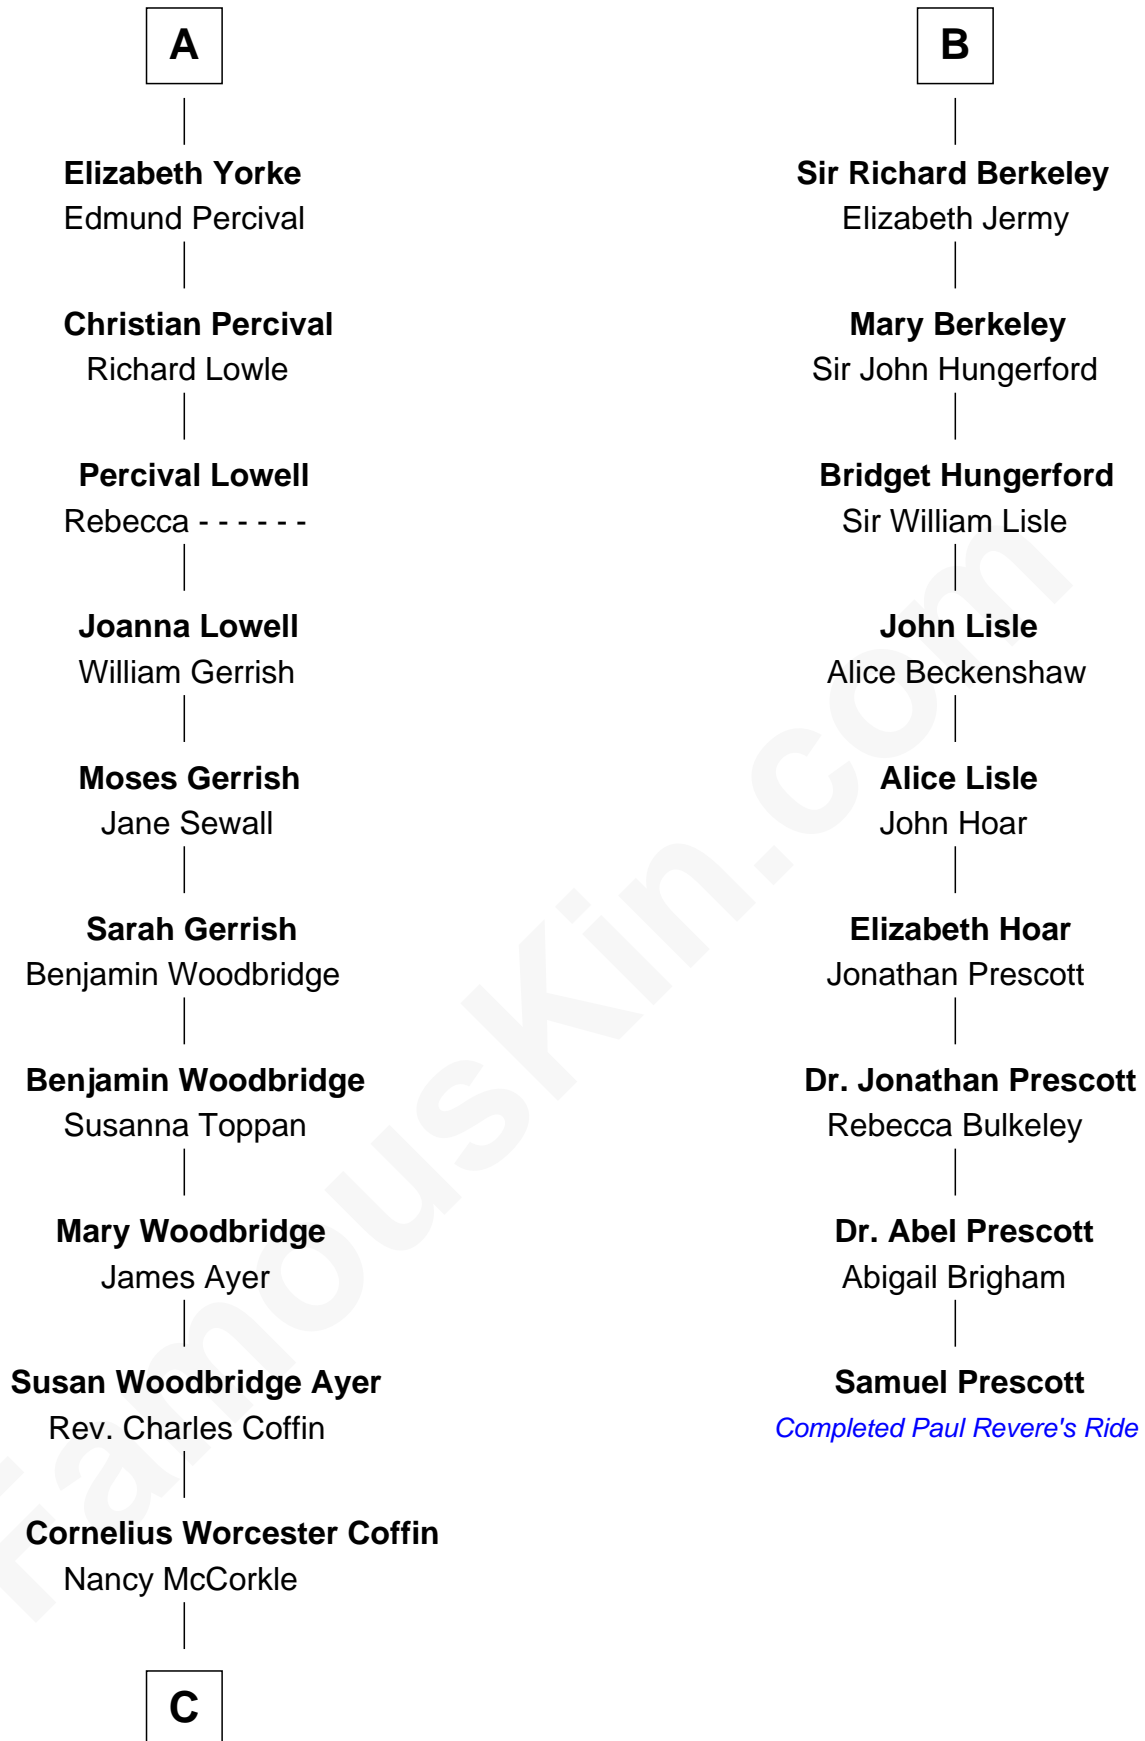 A
Elizabeth Yorke
Edmund Percival
Christian Percival
Richard Lowle
Percival Lowell
Rebecca - - - - - -
Joanna Lowell
William Gerrish
Moses Gerrish
Jane Sewall
Sarah Gerrish
Benjamin Woodbridge
Benjamin Woodbridge
Susanna Toppan
Mary Woodbridge
James Ayer
Susan Woodbridge Ayer
Rev. Charles Coffin
Cornelius Worcester Coffin
Nancy McCorkle
C
B
Sir Richard Berkeley
Elizabeth Jermy
Mary Berkeley
Sir John Hungerford
Bridget Hungerford
Sir William Lisle
John Lisle
Alice Beckenshaw
Alice Lisle
John Hoar
Elizabeth Hoar
Jonathan Prescott
Dr. Jonathan Prescott
Rebecca Bulkeley
Dr. Abel Prescott
Abigail Brigham
Samuel Prescott
Completed Paul Revere's Ride
FamousKin.com